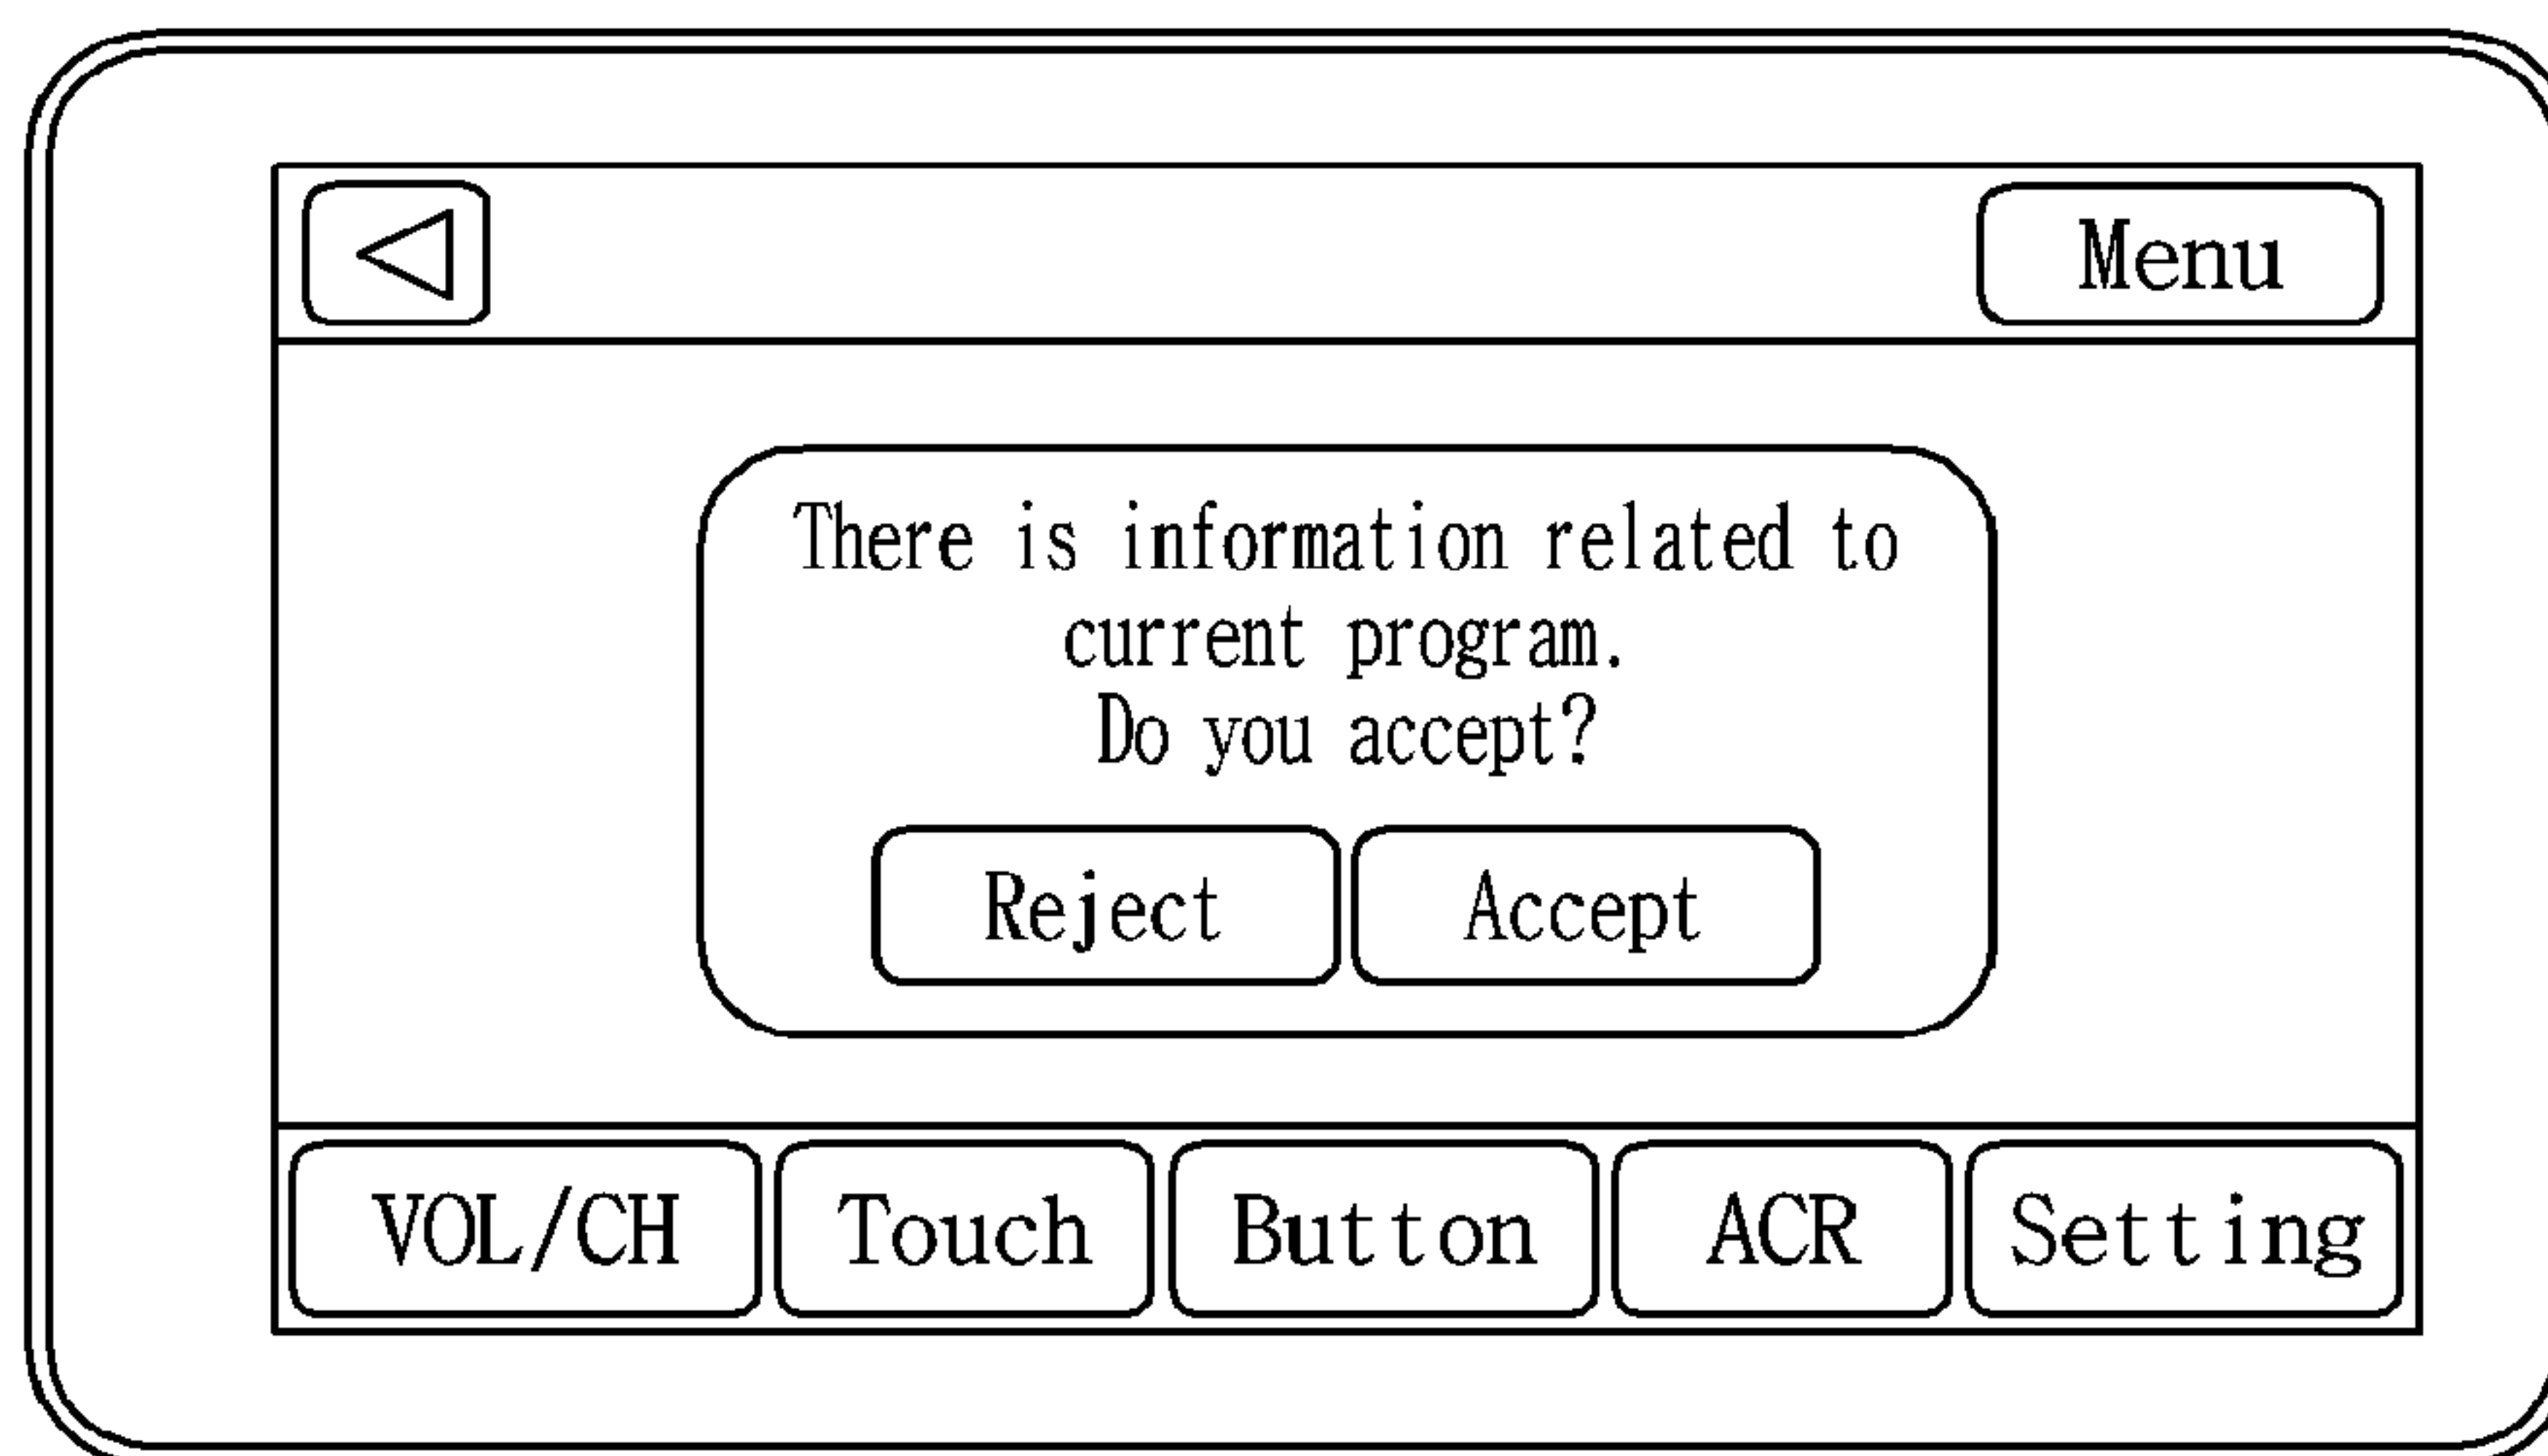 Menu
There is information related to
current program.
Do you accept?
Reject Accept
VOL/CH Touch Button ACR Setting